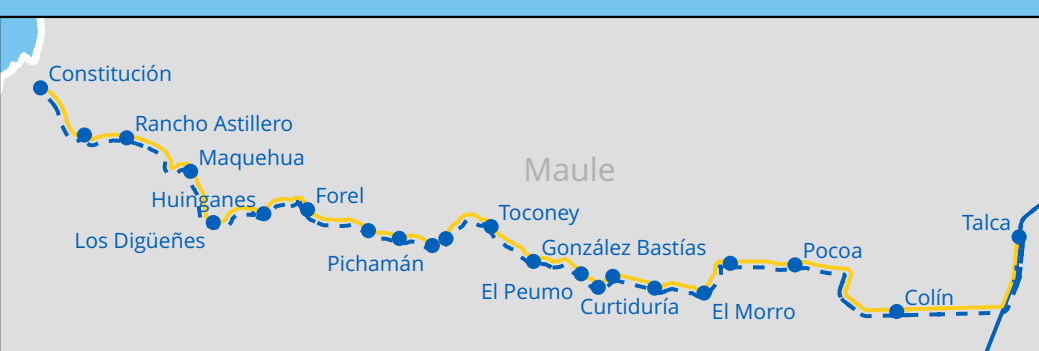 Constitución
Rancho Astillero
Maquehua
Maule
Huinganes
Forel
Toconey
Talca
Los Digüeñes
González Bastías
Pocoa
Pichamán
El Peumo
Colín
Curtiduría
El Morro